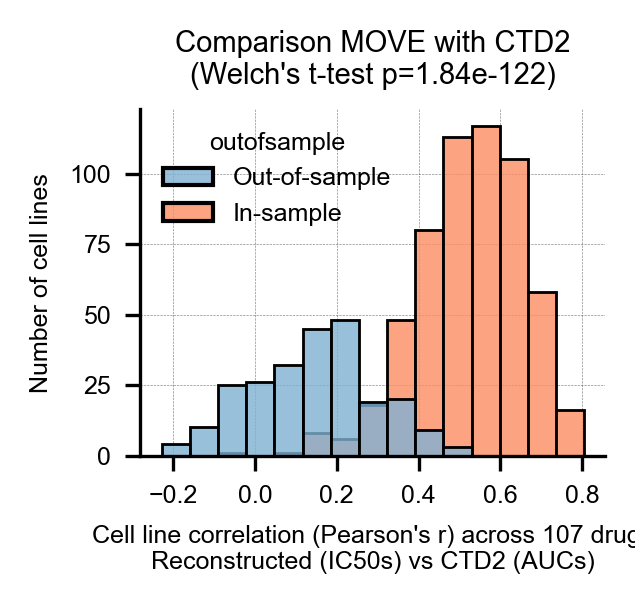 Comparison MOVE with CTD2
(Welch's t-test p=1.84e-122)
outofsample
Out-of-sample
In-sample
Number of cell lines
100
75
50
25
0
−0.2 0.0 0.2 0.4 0.6 0.8
Cell line correlation (Pearson's r) across 107 drug
Reconstructed (IC50s) vs CTD2 (AUCs)